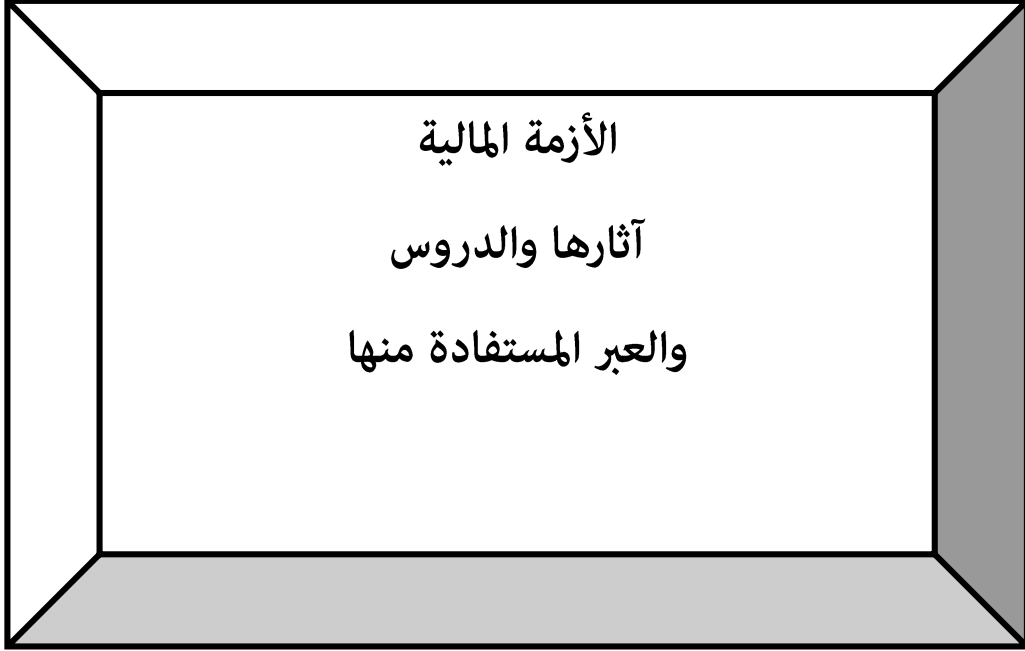 الأزمة المالية
آثارها والدروس
والعبر المستفادة منها